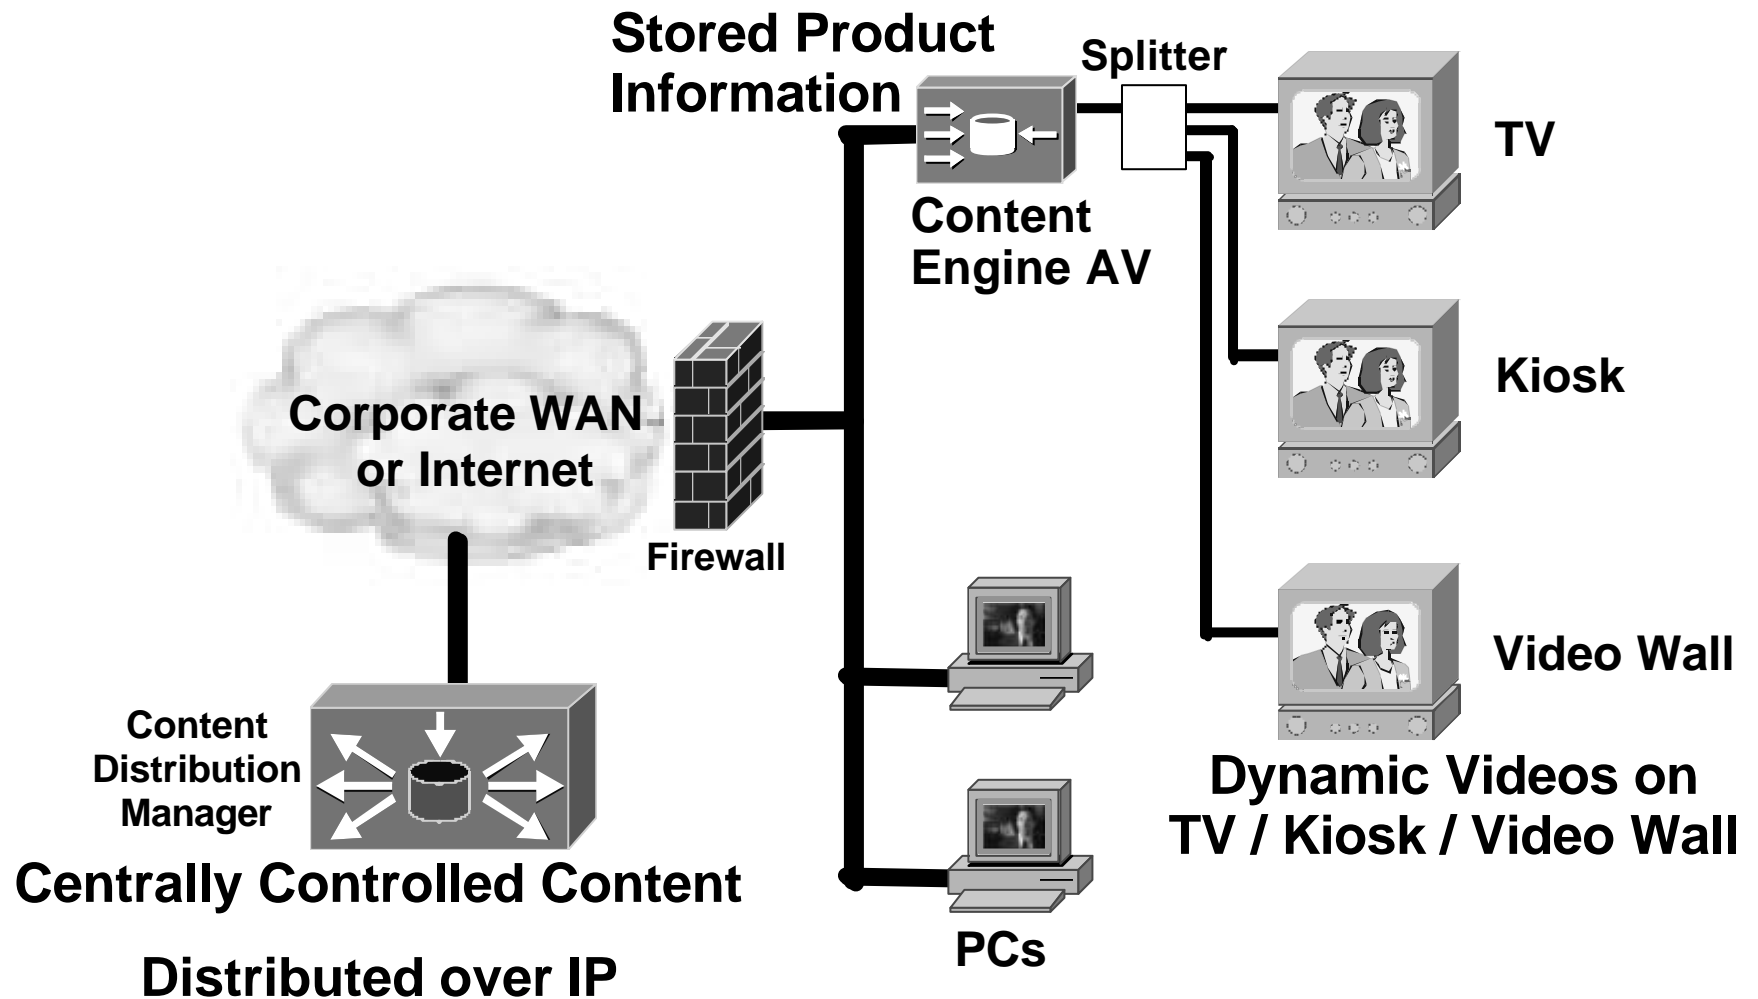 Stored Product
Information
Splitter
TV
Content
Engine AV
Kiosk
Corporate WAN
or Internet
Firewall
Video Wall
Content
Distribution
Manager
Dynamic Videos on
TV / Kiosk / Video Wall
Centrally Controlled Content
PCs
Distributed over IP